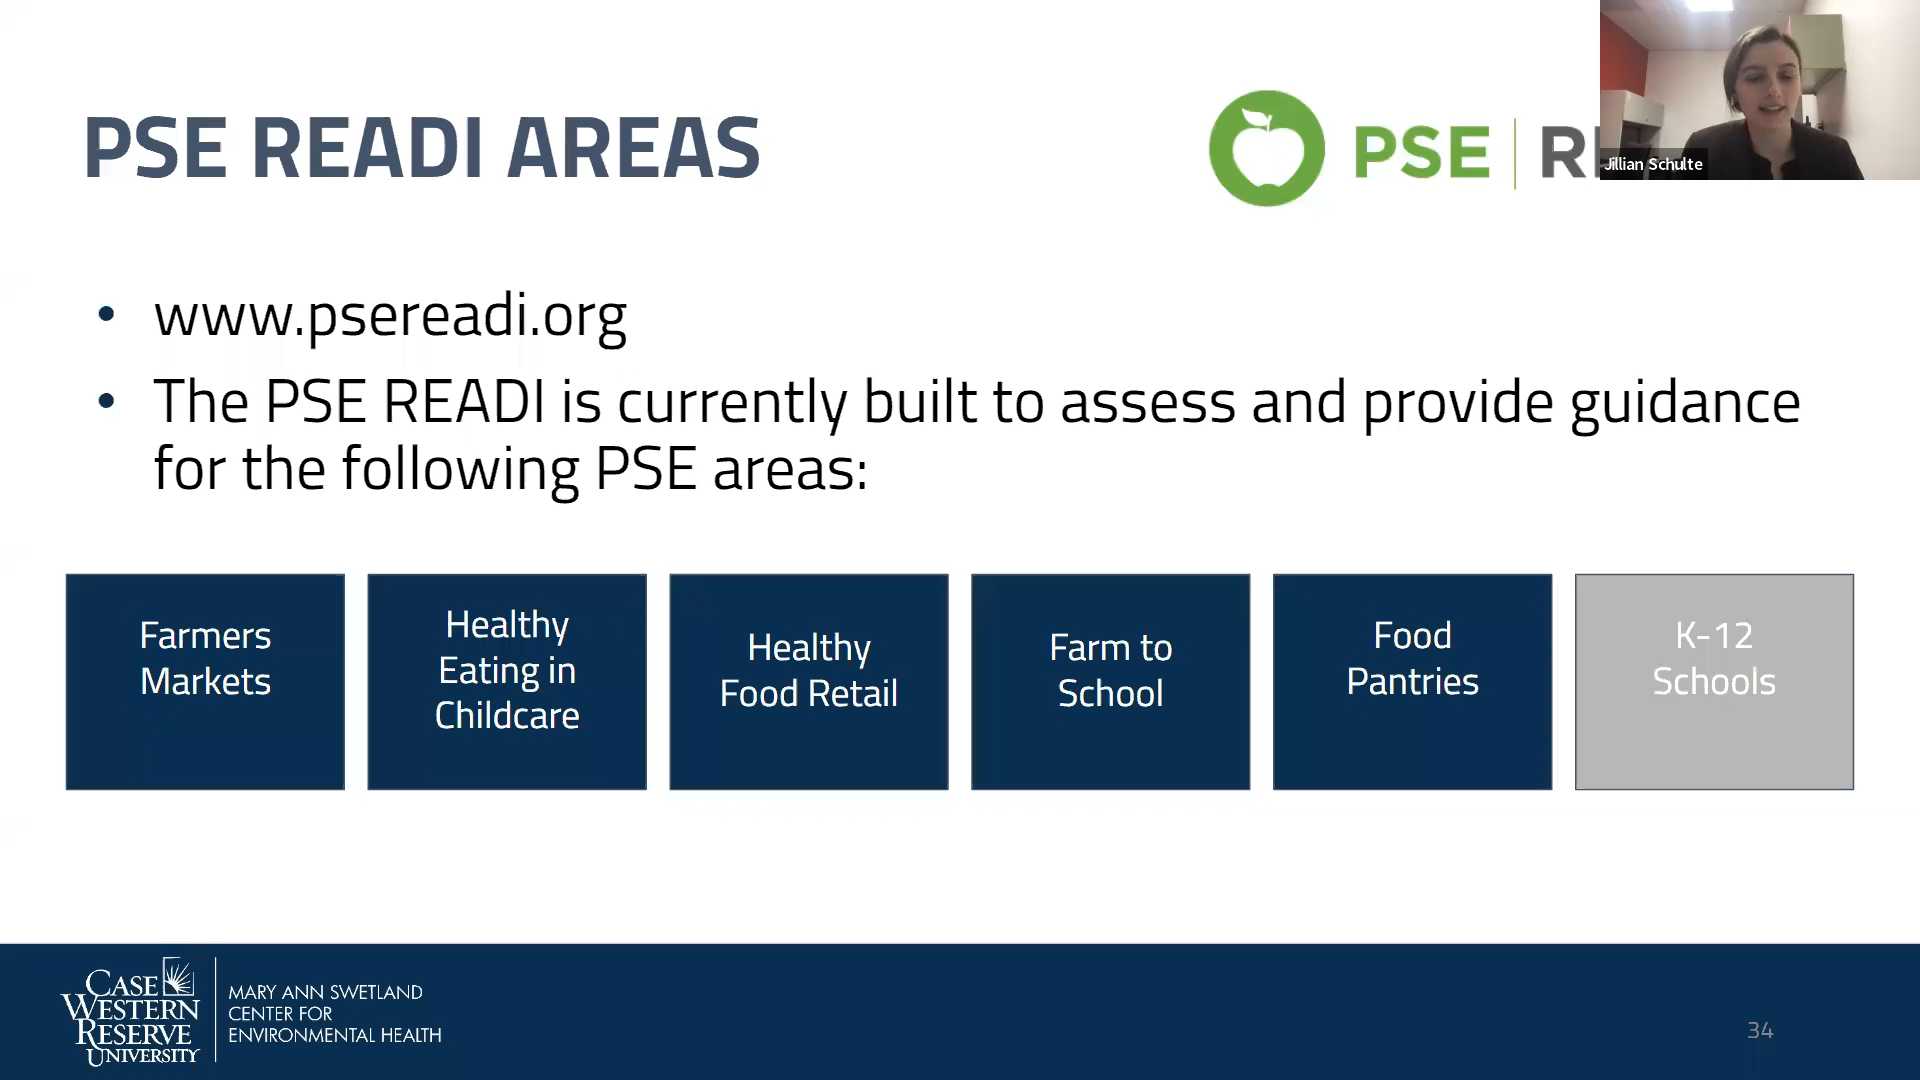 PSE READI AREAS
PSE
Jillian Schulte
• www.psereadi.org
• The PSE READI is currently built to assess and provide guidance
for the following PSE areas:
Farmers
Markets
Healthy
Eating in
Childcare
Healthy
Food Retail
Farm to
School
Food
Pantries
K-12
Schools
CASE
WESTERN
RESERVE
UNIVERSITY
MARY ANN SWETLAND
CENTER FOR
ENVIRONMENTAL HEALTH
34